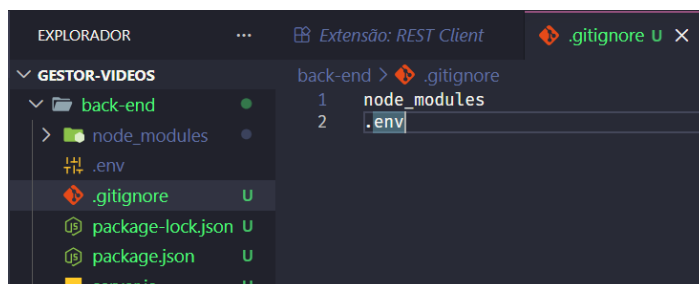 EXPLORADOR ...
Extensão: REST Client
.gitignore U
GESTOR-VIDEOS
back-end > .gitignore
back-end
1 node_modules
2 .env
node_modules
.env
.gitignore U
package-lock.json U
package.json U